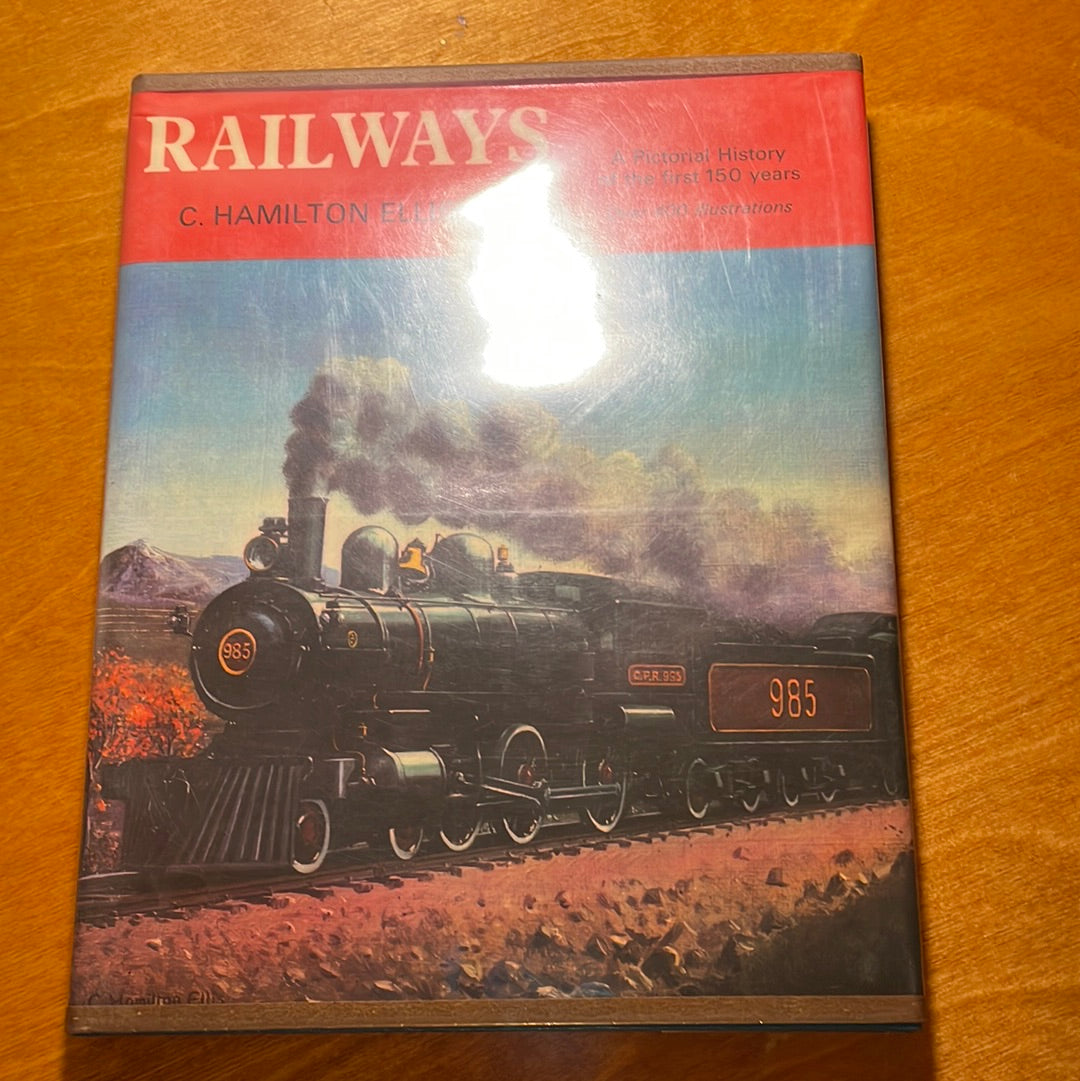 RAILWAYS
C. HAMILTON ELLIS
A Pictorial History
of the first 150 years
illustrations
985
C.P.R. 985
985
C. Hamilton Ellis